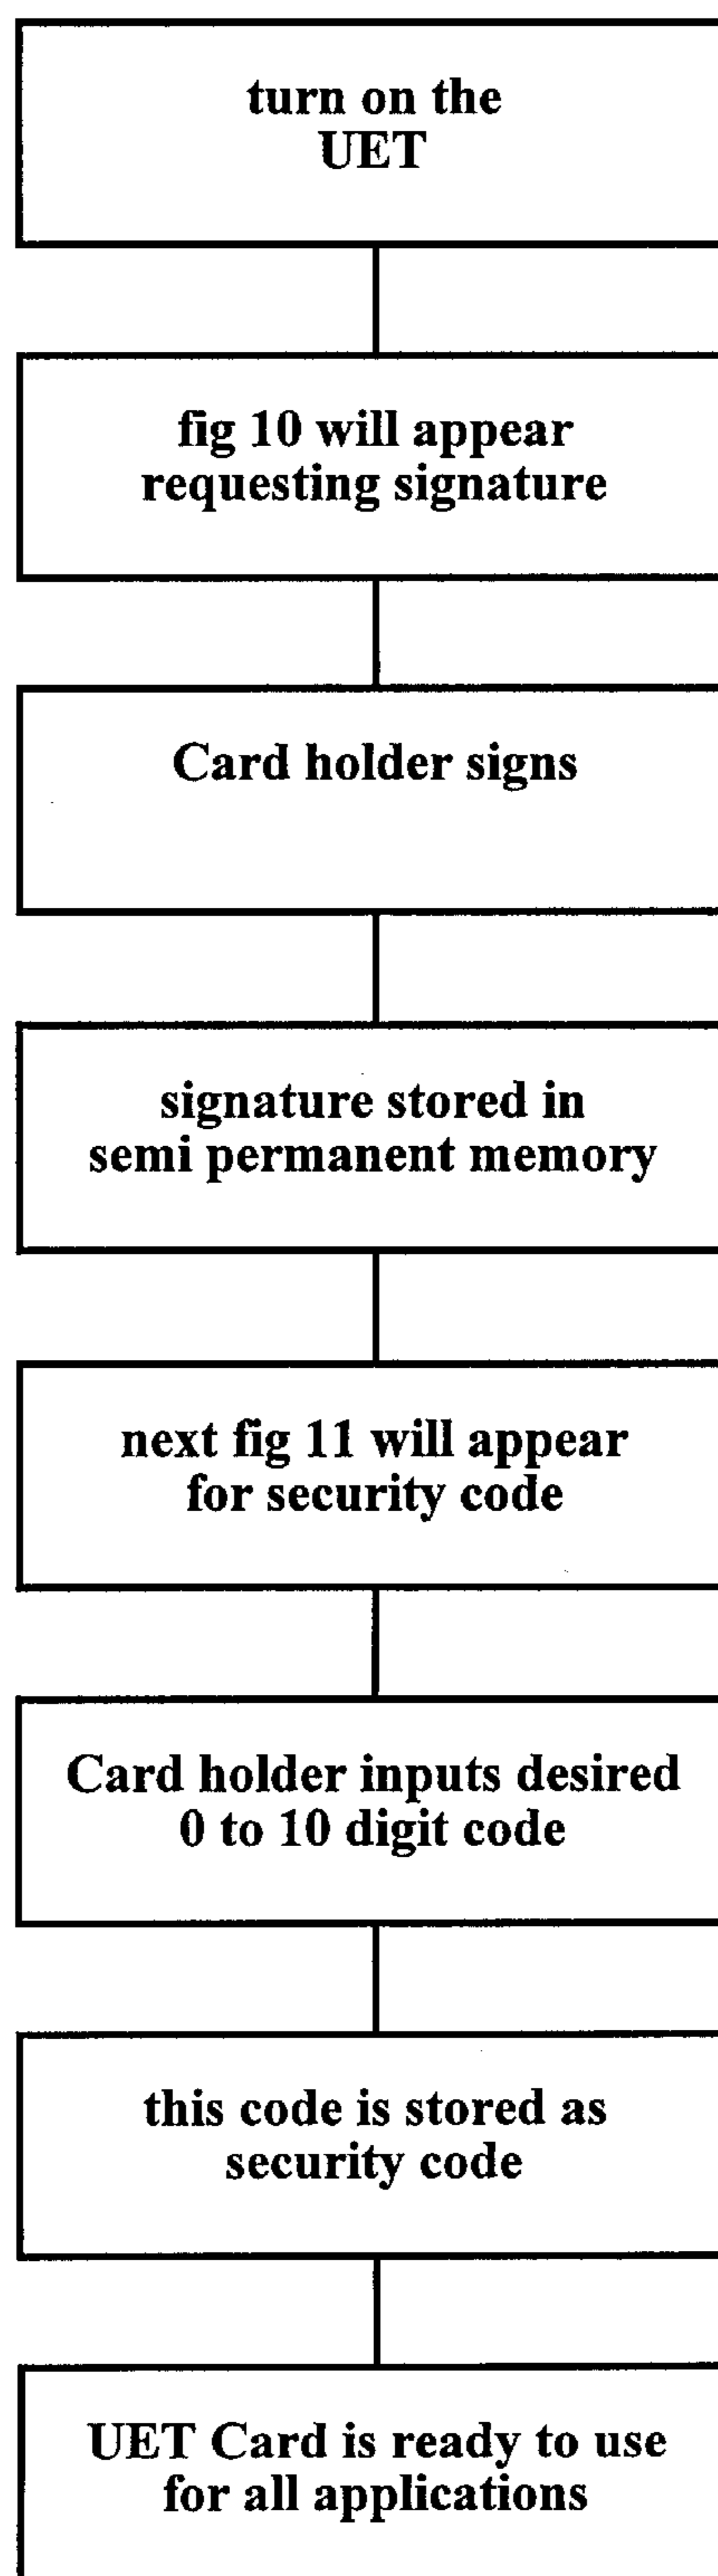 turn on the
UET
fig 10 will appear
requesting signature
Card holder signs
signature stored in
semi permanent memory
next fig 11 will appear
for security code
Card holder inputs desired
0 to 10 digit code
this code is stored as
security code
UET Card is ready to use
for all applications